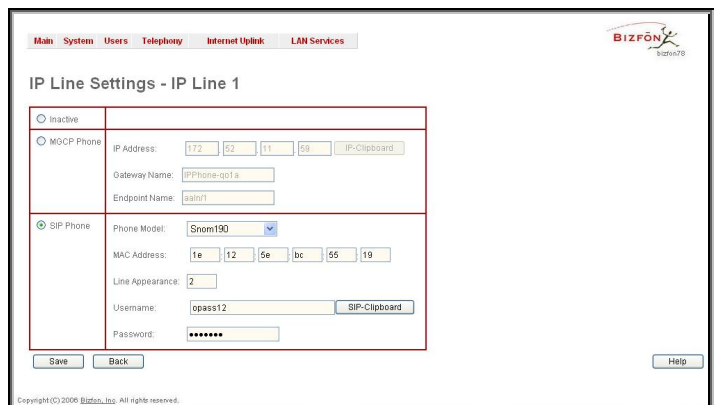 BIZFŌN
bizfon78
Main System Users Telephony Internet Uplink LAN Services
IP Line Settings - IP Line 1
Inactive
MGCP Phone
IP Address: 172 . 52 . 11 . 59 IP-Clipboard
Gateway Name: IPPhone-qo1a
Endpoint Name: aaln/1
SIP Phone
Phone Model: Snom190
MAC Address: 1e : 12 : 5e : bc : 55 : 19
Line Appearance: 2
Username: opass12 SIP-Clipboard
Password: •••••••
Save Back Help
Copyright (C) 2006 Bizfon, Inc. All rights reserved.